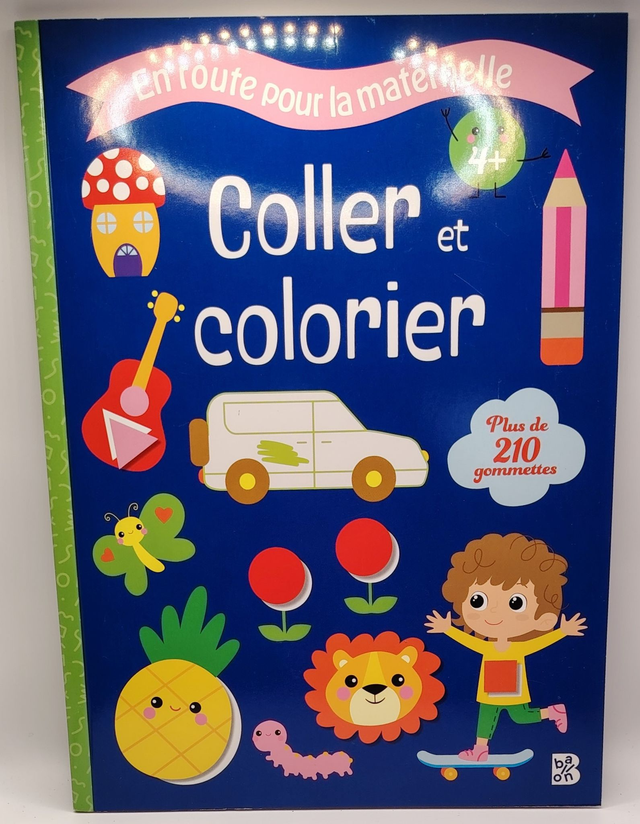 En route pour la maternelle
4+
Coller et
colorier
Plus de
210
gommettes
ballon